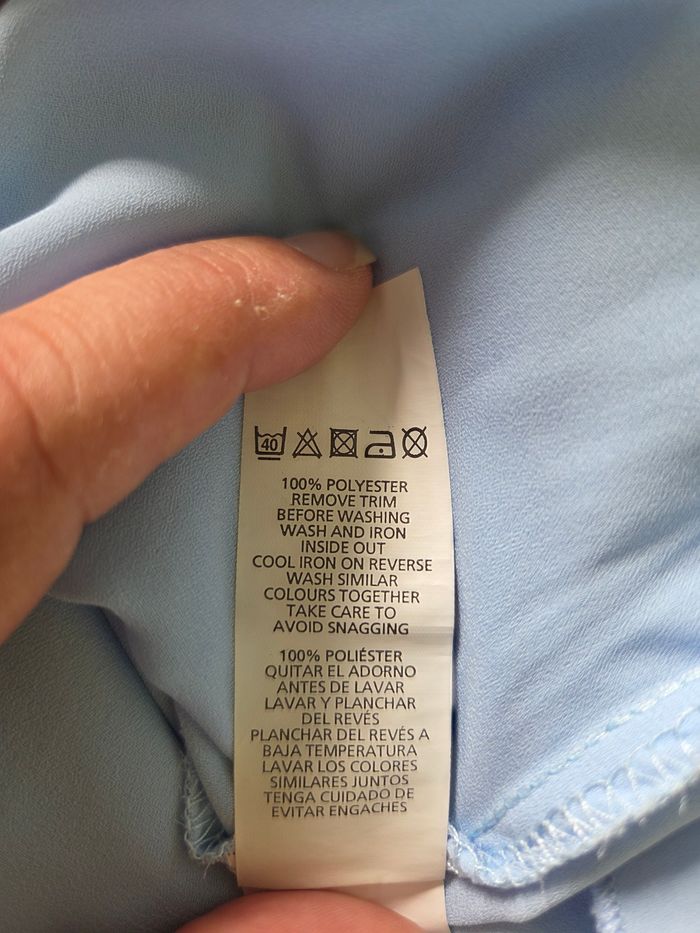 40
100% POLYESTER
REMOVE TRIM
BEFORE WASHING
WASH AND IRON
INSIDE OUT
COOL IRON ON REVERSE
WASH SIMILAR
COLOURS TOGETHER
TAKE CARE TO
AVOID SNAGGING
100% POLIÉSTER
QUITAR EL ADORNO
ANTES DE LAVAR
LAVAR Y PLANCHAR
DEL REVÉS
PLANCHAR DEL REVÉS A
BAJA TEMPERATURA
LAVAR LOS COLORES
SIMILARES JUNTOS
TENGA CUIDADO DE
EVITAR ENGACHES